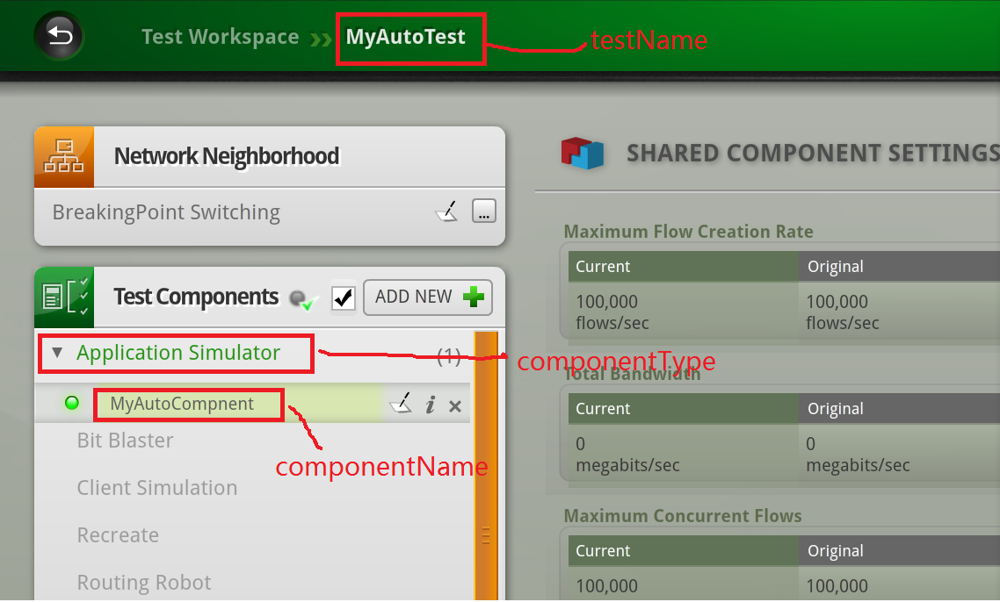 Test Workspace » MyAutoTest
testName
Network Neighborhood
BreakingPoint Switching
...
Test Components
ADD NEW
Application Simulator (1)
componentType
MyAutoCompnent
i
componentName
Bit Blaster
Client Simulation
Recreate
Routing Robot
SHARED COMPONENT SETTINGS
Maximum Flow Creation Rate
Current Original
100,000 100,000
flows/sec flows/sec
Total Bandwidth
Current Original
0 0
megabits/sec megabits/sec
Maximum Concurrent Flows
Current Original
100,000 100,000